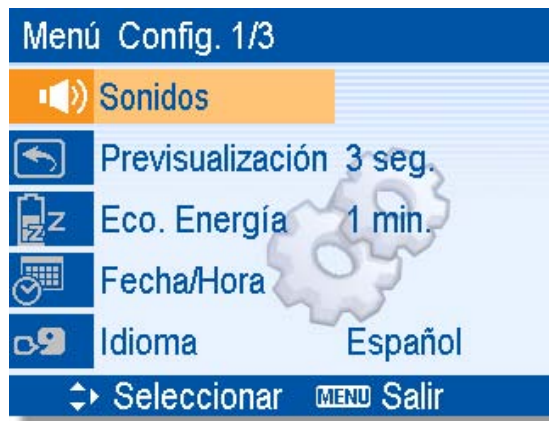 Menú Config. 1/3
Sonidos
Previsualización 3 seg.
Eco. Energía 1 min.
Fecha/Hora
Idioma Español
Seleccionar MENU Salir